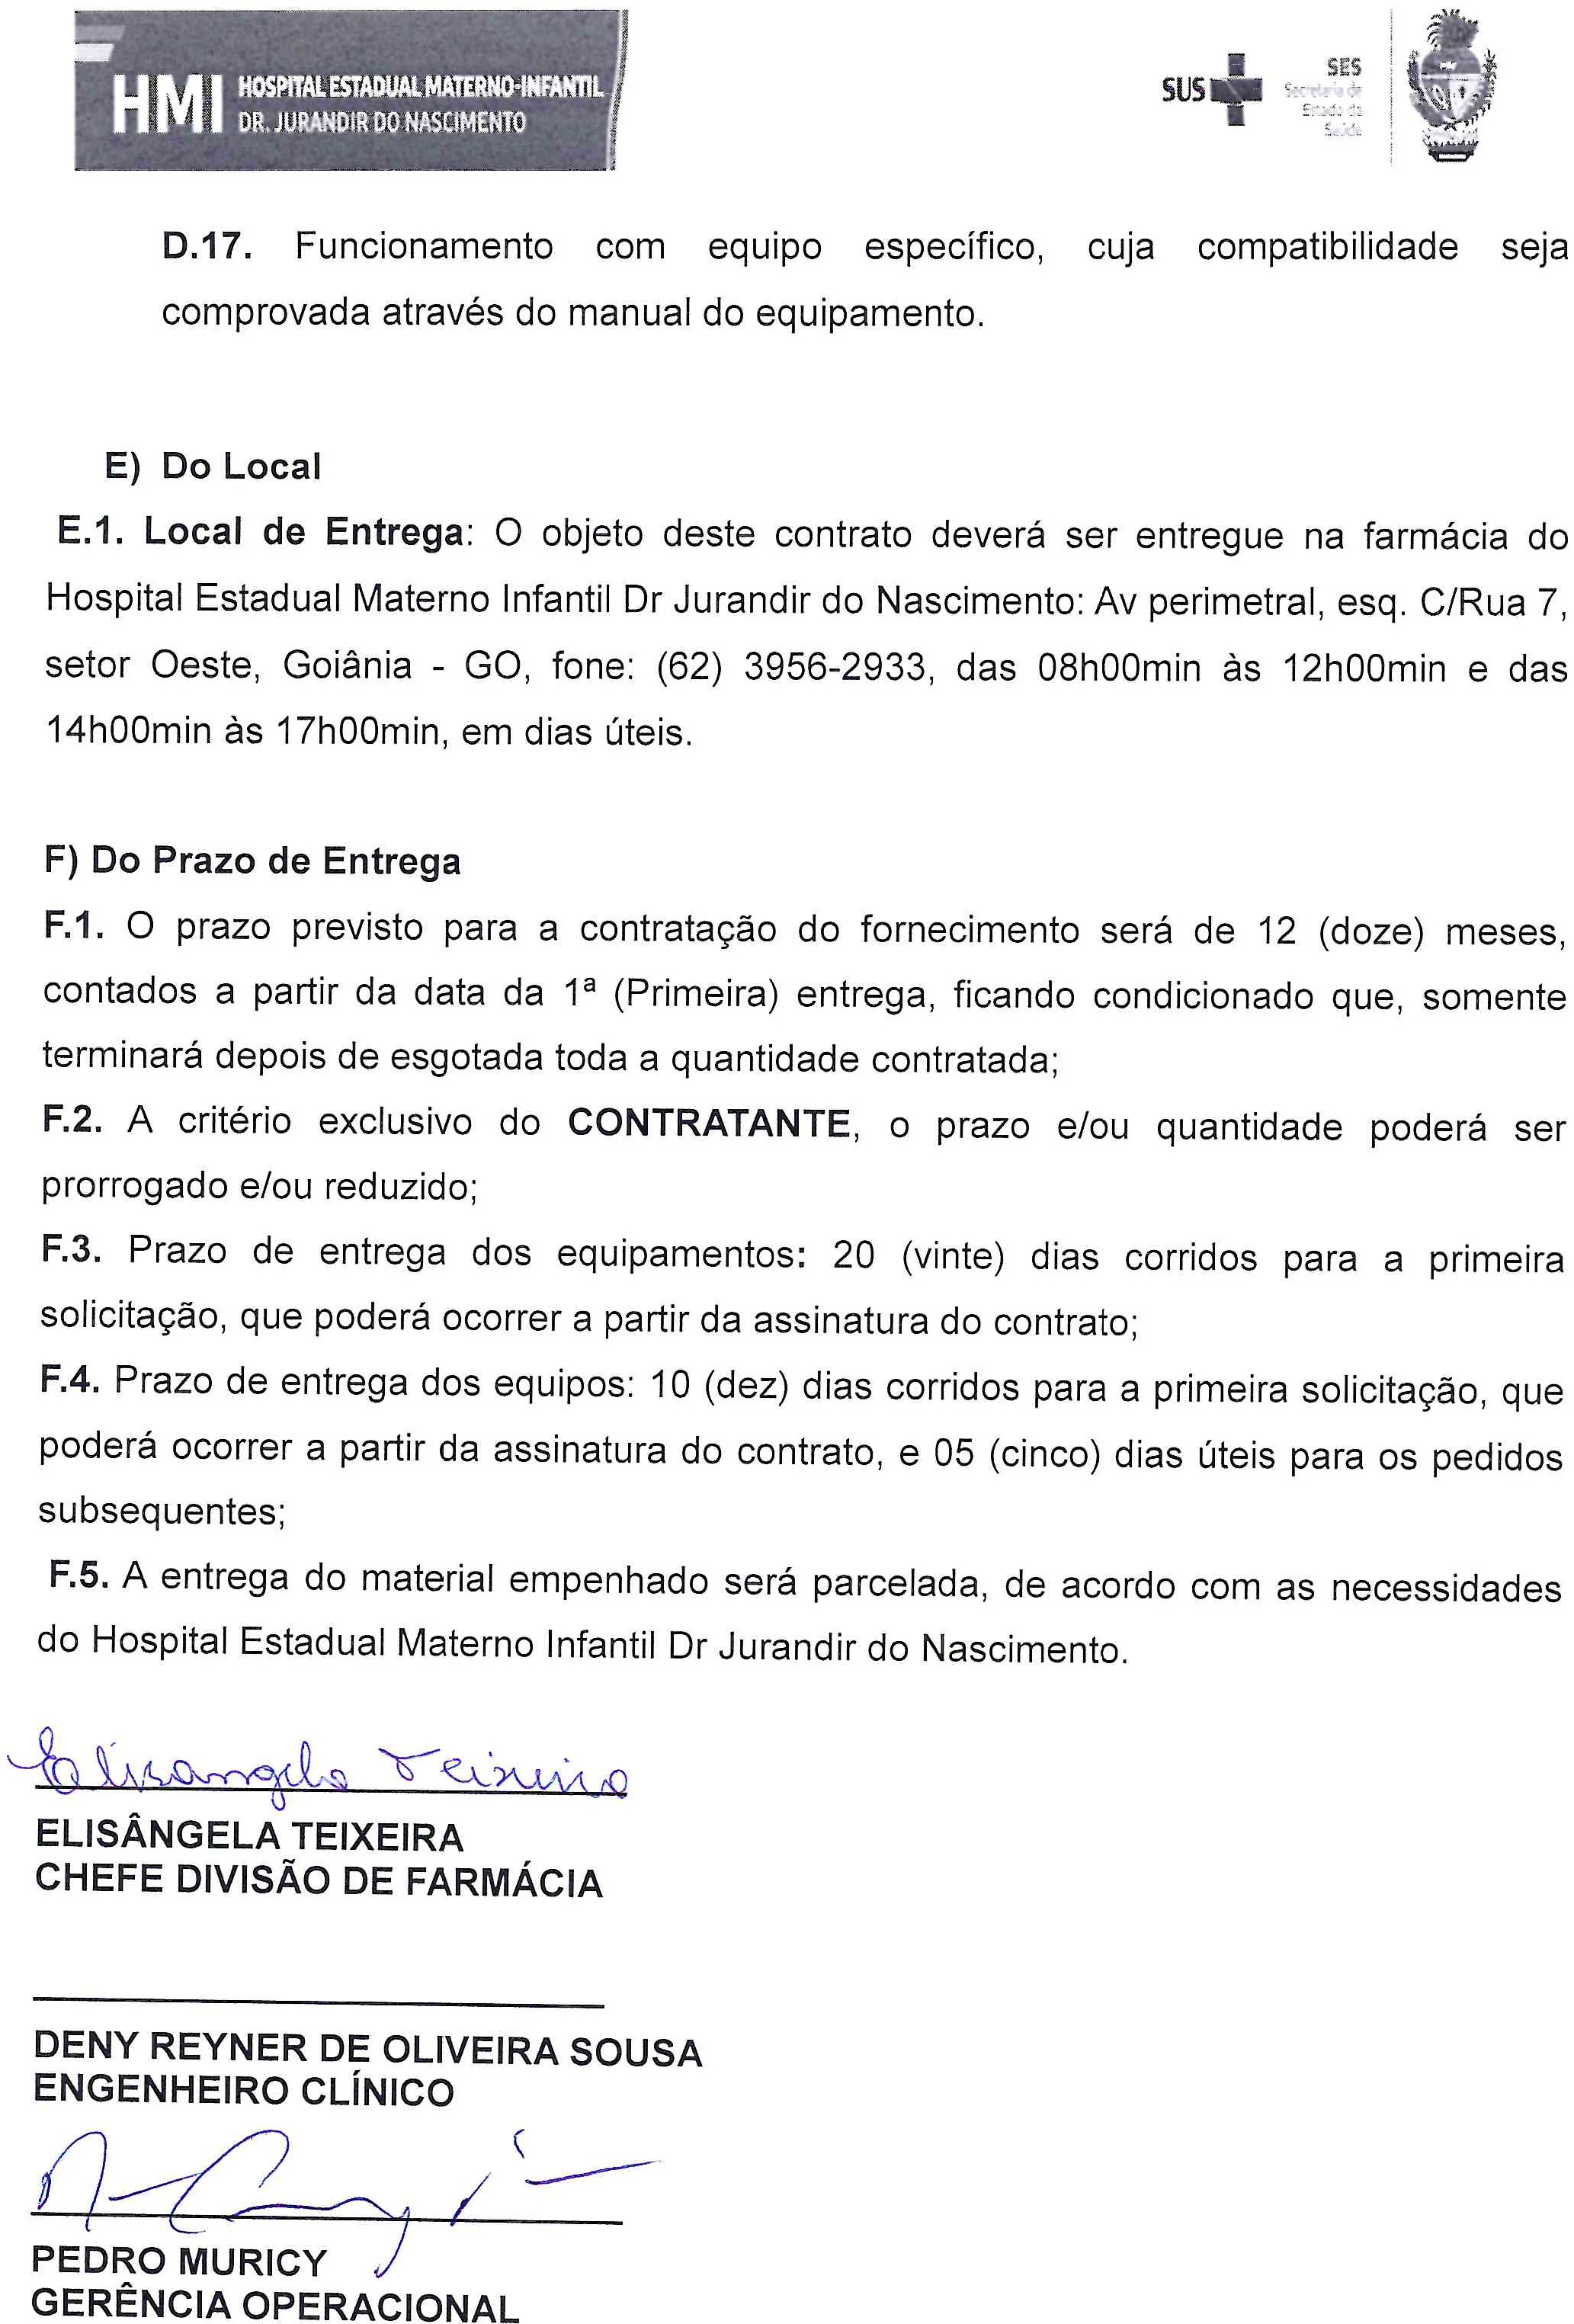 HMI HOSPITAL ESTADUAL MATERNO-INFANTIL
DR. JURANDIR DO NASCIMENTO
SUS
SES
Secretaria de
Estado da
Saúde
D.17. Funcionamento com equipo específico, cuja compatibilidade seja
comprovada através do manual do equipamento.
E) Do Local
E.1. Local de Entrega: O objeto deste contrato deverá ser entregue na farmácia do
Hospital Estadual Materno Infantil Dr Jurandir do Nascimento: Av perimetral, esq. C/Rua 7,
setor Oeste, Goiânia - GO, fone: (62) 3956-2933, das 08h00min às 12h00min e das
14h00min às 17h00min, em dias úteis.
F) Do Prazo de Entrega
F.1. O prazo previsto para a contratação do fornecimento será de 12 (doze) meses,
contados a partir da data da 1ª (Primeira) entrega, ficando condicionado que, somente
terminará depois de esgotada toda a quantidade contratada;
F.2. A critério exclusivo do CONTRATANTE, o prazo e/ou quantidade poderá ser
prorrogado e/ou reduzido;
F.3. Prazo de entrega dos equipamentos: 20 (vinte) dias corridos para a primeira
solicitação, que poderá ocorrer a partir da assinatura do contrato;
F.4. Prazo de entrega dos equipos: 10 (dez) dias corridos para a primeira solicitação, que
poderá ocorrer a partir da assinatura do contrato, e 05 (cinco) dias úteis para os pedidos
subsequentes;
F.5. A entrega do material empenhado será parcelada, de acordo com as necessidades
do Hospital Estadual Materno Infantil Dr Jurandir do Nascimento.
Elisangela Teixeira
ELISÂNGELA TEIXEIRA
CHEFE DIVISÃO DE FARMÁCIA
DENY REYNER DE OLIVEIRA SOUSA
ENGENHEIRO CLÍNICO
PEDRO MURICY
GERÊNCIA OPERACIONAL